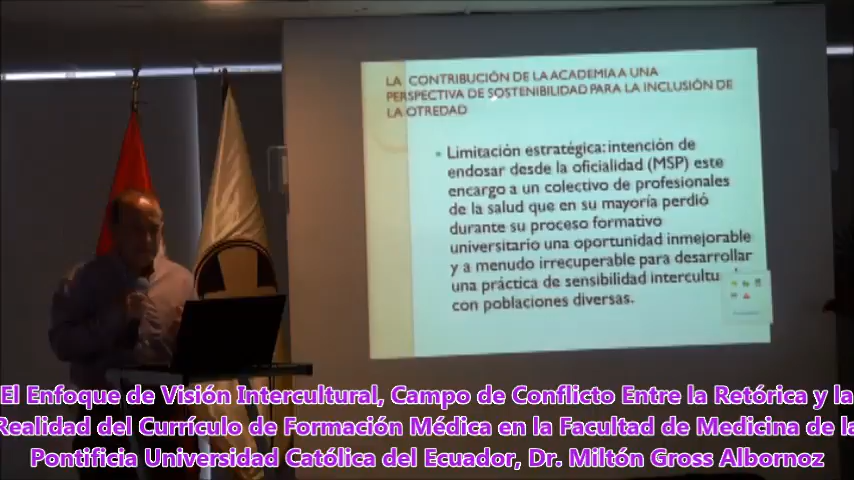 LA CONTRIBUCIÓN DE LA ACADEMIA A UNA
PERSPECTIVA DE SOSTENIBILIDAD PARA LA INCLUSIÓN DE
LA OTREDAD
• Limitación estratégica: intención de
endosar desde la oficialidad (MSP) este
encargo a un colectivo de profesionales
de la salud que en su mayoría perdió
durante su proceso formativo
universitario una oportunidad inmejorable
y a menudo irrecuperable para desarrollar
una práctica de sensibilidad intercultu
con poblaciones diversas.
El Enfoque de Visión Intercultural, Campo de Conflicto Entre la Retórica y la
Realidad del Currículo de Formación Médica en la Facultad de Medicina de la
Pontificia Universidad Católica del Ecuador, Dr. Miltón Gross Albornoz